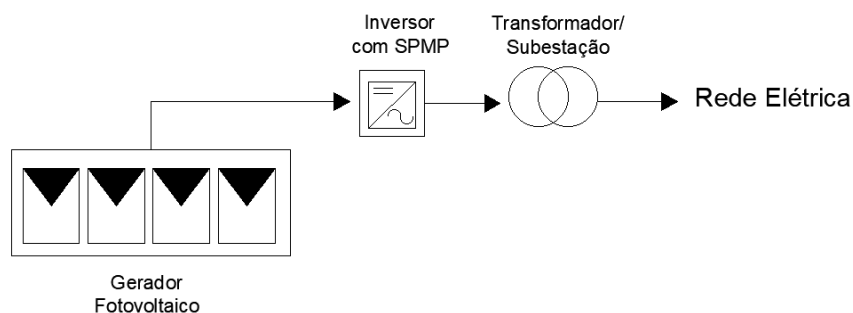 Inversor
com SPMP
Transformador/
Subestação
Rede Elétrica
Gerador
Fotovoltaico